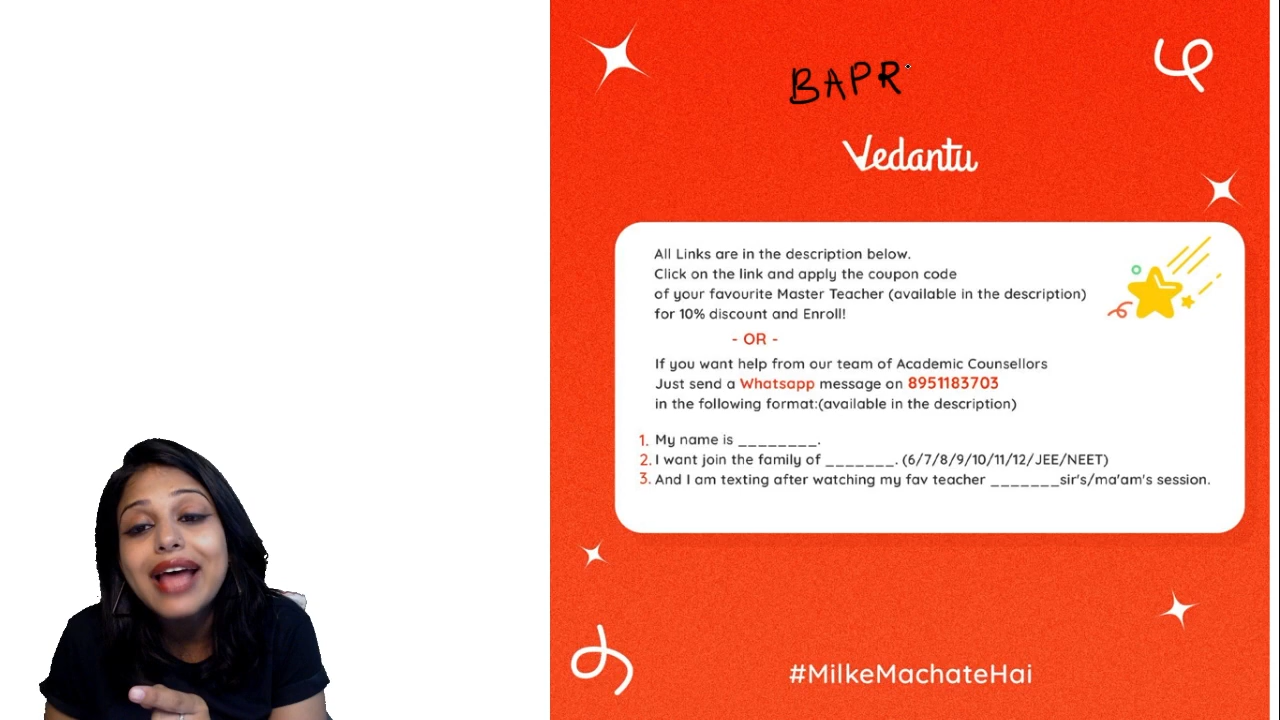 BAPR
Vedantu
All Links are in the description below.
Click on the link and apply the coupon code
of your favourite Master Teacher (available in the description)
for 10% discount and Enroll!
- OR -
If you want help from our team of Academic Counsellors
Just send a Whatsapp message on 8951183703
in the following format:(available in the description)
1. My name is ________.
2. I want join the family of _______. (6/7/8/9/10/11/12/JEE/NEET)
3. And I am texting after watching my fav teacher _______sir's/ma'am's session.
#MilkeMachateHai